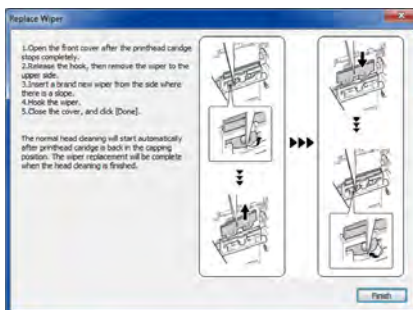 Replace Wiper
1.Open the front cover after the printhead caridge
stops completely.
2.Release the hook, then remove the wiper to the
upper side.
3.Insert a brand new wiper from the side where
there is a slope.
4.Hook the wiper.
5.Close the cover, and click [Done].
The normal head cleaning will start automatically
after printhead caridge is back in the capping
position. The wiper replacement will be complete
when the head cleaning is finished.
Finish